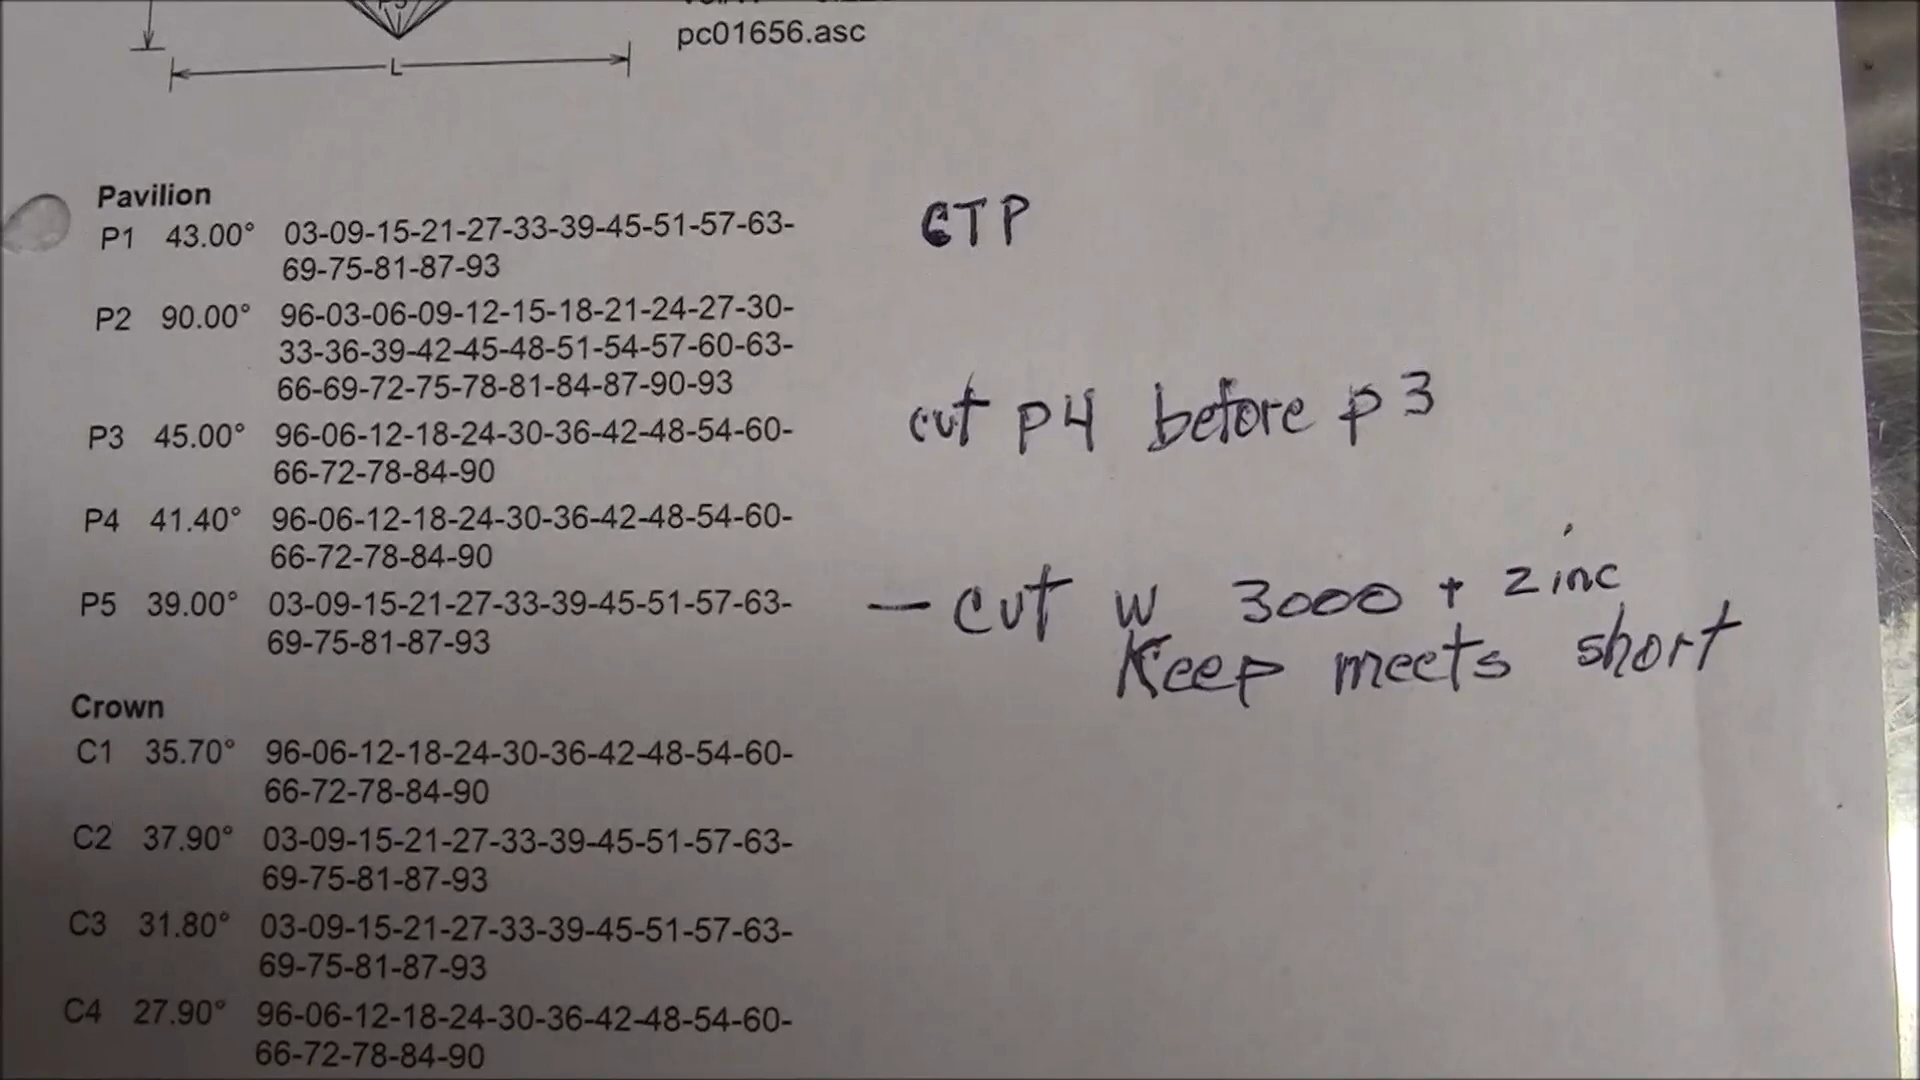 L
pc01656.asc
Pavilion
P1 43.00° 03-09-15-21-27-33-39-45-51-57-63-
69-75-81-87-93
CTP
P2 90.00° 96-03-06-09-12-15-18-21-24-27-30-
33-36-39-42-45-48-51-54-57-60-63-
66-69-72-75-78-81-84-87-90-93
P3 45.00° 96-06-12-18-24-30-36-42-48-54-60-
66-72-78-84-90
cut p4 before p3
P4 41.40° 96-06-12-18-24-30-36-42-48-54-60-
66-72-78-84-90
P5 39.00° 03-09-15-21-27-33-39-45-51-57-63-
69-75-81-87-93
— cut w 3000 + zinc
Keep meets short
Crown
C1 35.70° 96-06-12-18-24-30-36-42-48-54-60-
66-72-78-84-90
C2 37.90° 03-09-15-21-27-33-39-45-51-57-63-
69-75-81-87-93
C3 31.80° 03-09-15-21-27-33-39-45-51-57-63-
69-75-81-87-93
C4 27.90° 96-06-12-18-24-30-36-42-48-54-60-
66-72-78-84-90